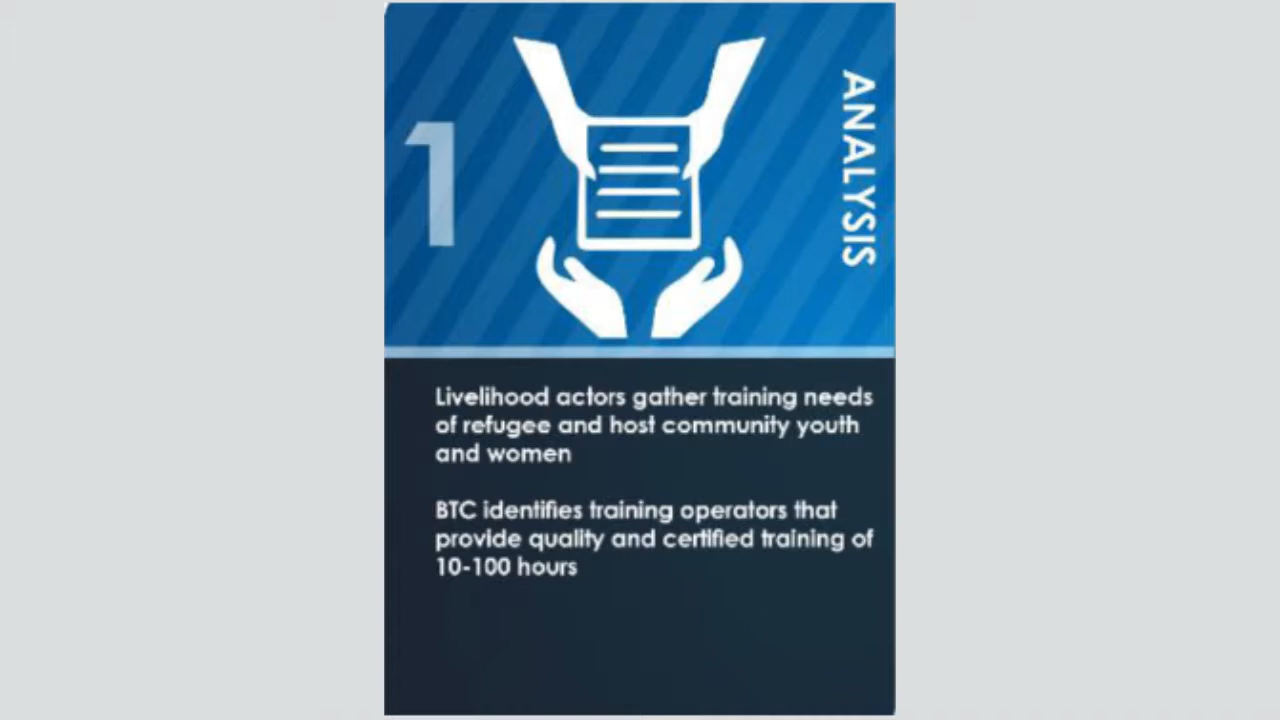 1
ANALYSIS
Livelihood actors gather training needs
of refugee and host community youth
and women
BTC identifies training operators that
provide quality and certified training of
10-100 hours